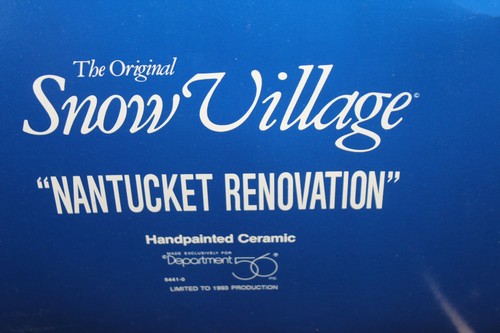 The Original
Snow Village©
“NANTUCKET RENOVATION”
Handpainted Ceramic
MADE EXCLUSIVELY FOR
©Department 56® INC.
5441-0
LIMITED TO 1993 PRODUCTION